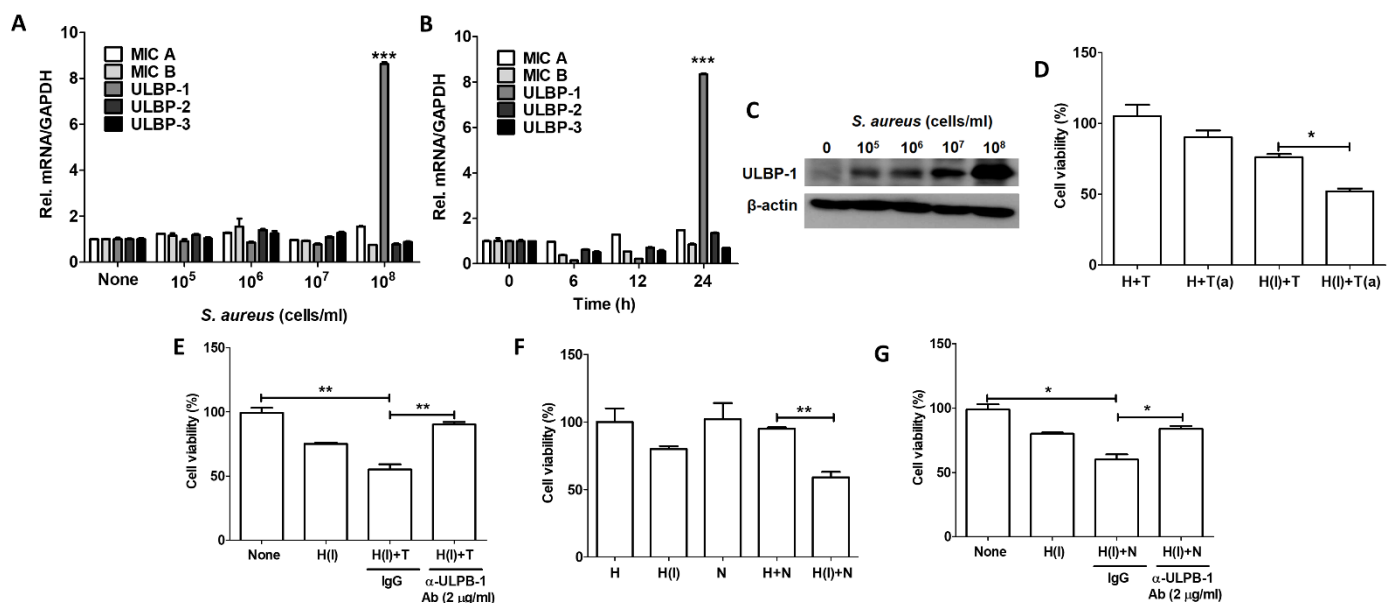 A
Rel. mRNA/GAPDH
10
8
6
4
2
0
MIC A
MIC B
ULBP-1
ULBP-2
ULBP-3
***
None
10⁵
10⁶
10⁷
10⁸
S. aureus (cells/ml)
B
Rel. mRNA/GAPDH
10
8
6
4
2
0
MIC A
MIC B
ULBP-1
ULBP-2
ULBP-3
***
0
6
12
24
Time (h)
C
S. aureus (cells/ml)
0 10⁵ 10⁶ 10⁷ 10⁸
ULBP-1
β-actin
D
Cell viability (%)
150
100
50
0
*
H+T
H+T(a)
H(I)+T
H(I)+T(a)
E
Cell viability (%)
150
100
50
0
**
**
None
H(I)
H(I)+T
H(I)+T
IgG
α-ULPB-1
Ab (2 μg/ml)
F
Cell viability (%)
150
100
50
0
**
H
H(I)
N
H+N
H(I)+N
G
Cell viability (%)
150
100
50
0
*
*
None
H(I)
H(I)+N
H(I)+N
IgG
α-ULPB-1
Ab (2 μg/ml)